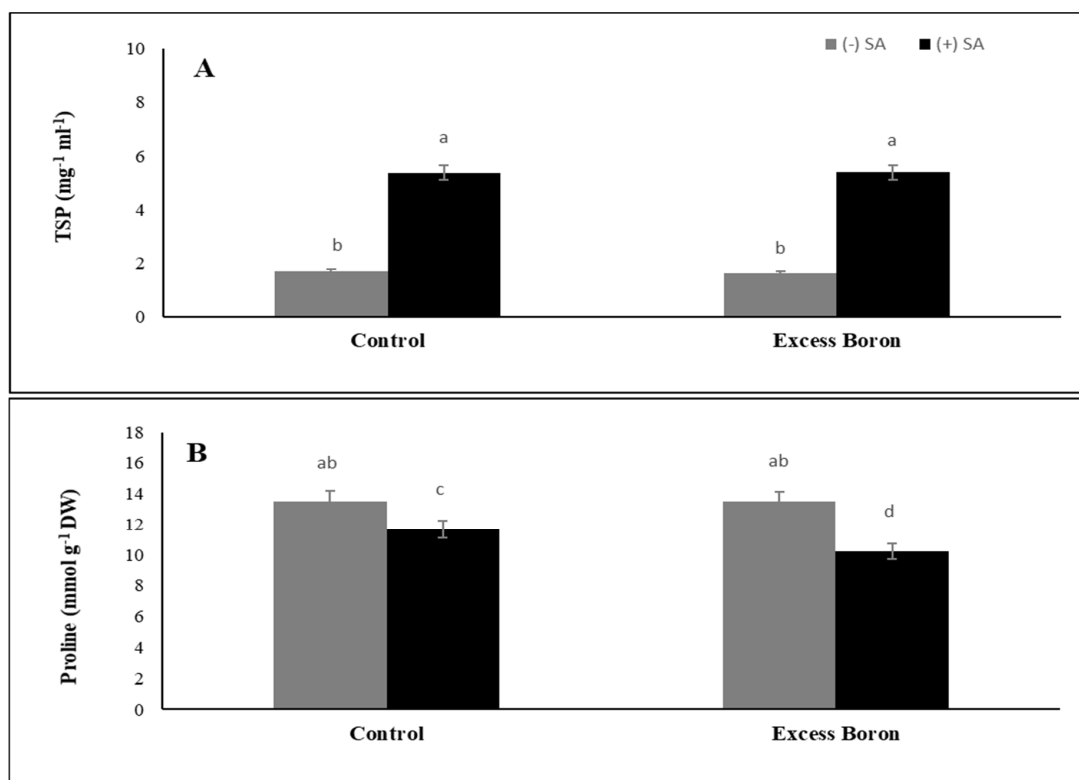 (-) SA (+) SA
A
TSP (mg-1 ml-1)
10
8
6
4
2
0
b
a
b
a
Control
Excess Boron
B
Proline (mmol g-1 DW)
18
16
14
12
10
8
6
4
2
0
ab
c
ab
d
Control
Excess Boron